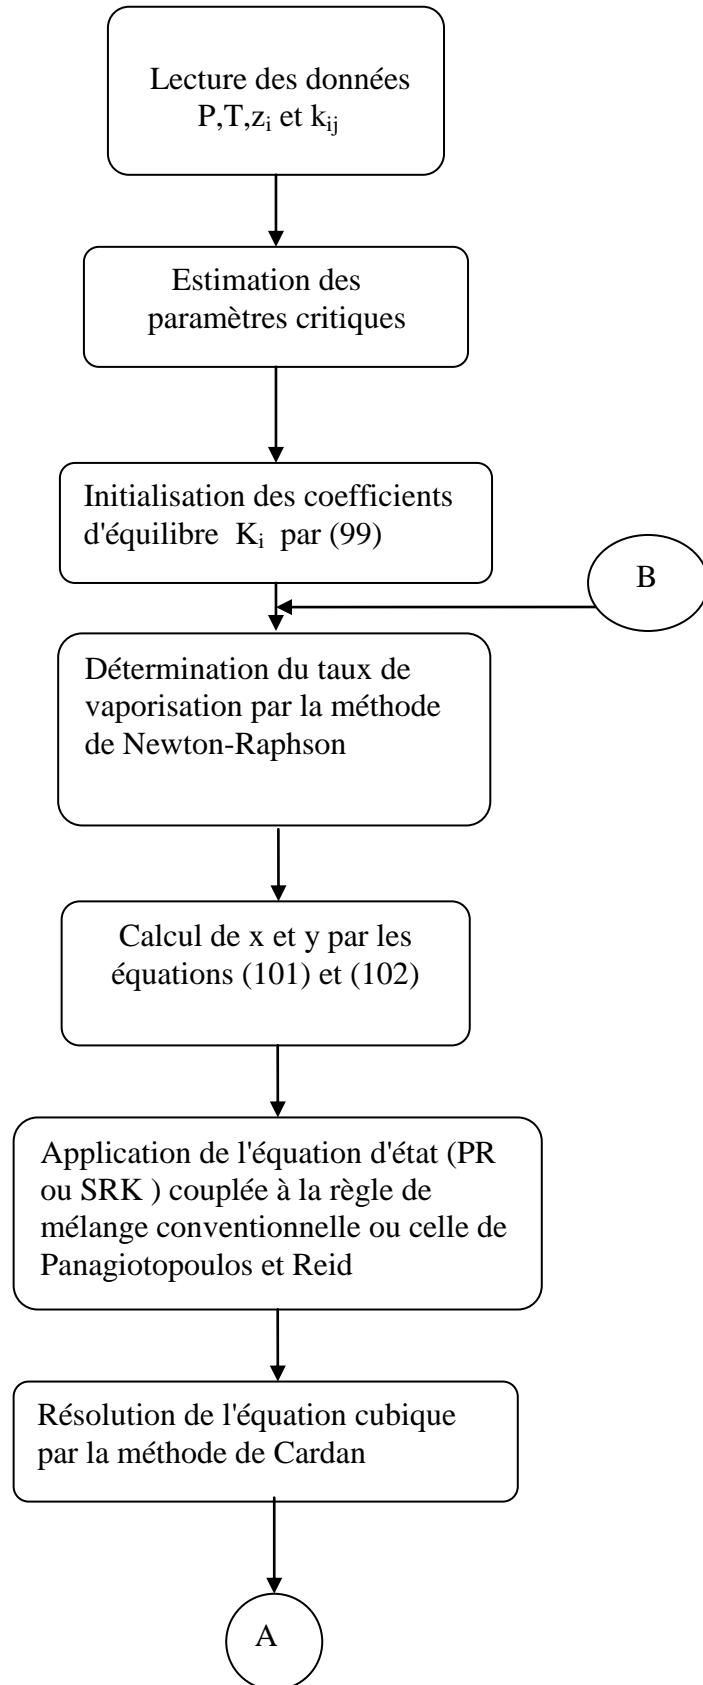 Lecture des données
P,T,zi et kij
Estimation des
paramètres critiques
Initialisation des coefficients
d'équilibre Ki par (99)
B
Détermination du taux de
vaporisation par la méthode
de Newton-Raphson
Calcul de x et y par les
équations (101) et (102)
Application de l'équation d'état (PR
ou SRK ) couplée à la règle de
mélange conventionnelle ou celle de
Panagiotopoulos et Reid
Résolution de l'équation cubique
par la méthode de Cardan
A